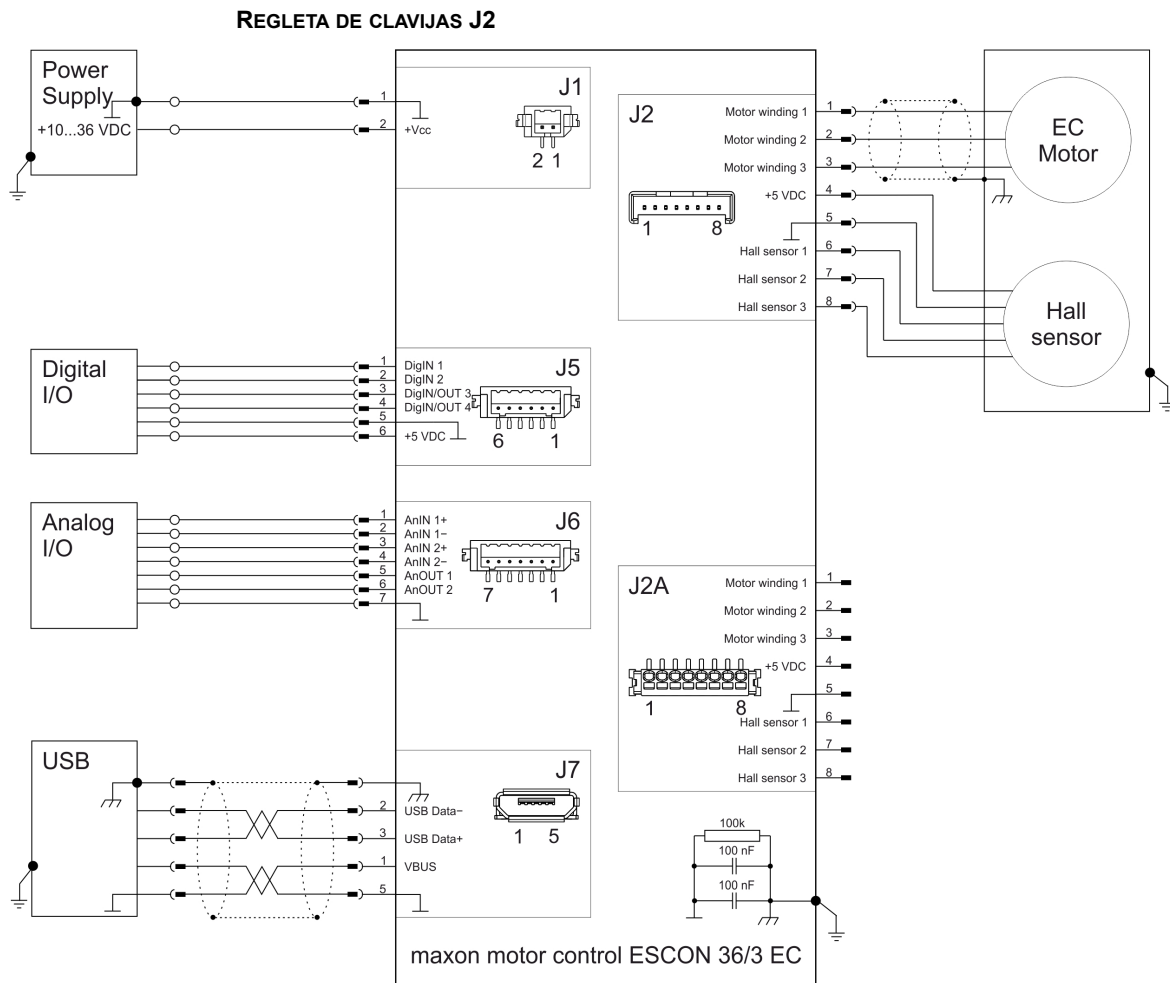 REGLETA DE CLAVIJAS J2
Power
Supply
+10...36 VDC
1
2
+Vcc
J1
2 1
J2
1 8
Motor winding 1
1
Motor winding 2
2
Motor winding 3
3
+5 VDC
4
5
Hall sensor 1
6
Hall sensor 2
7
Hall sensor 3
8
EC
Motor
Hall
sensor
Digital
I/O
1
DigIN 1
2
DigIN 2
3
DigIN/OUT 3
4
DigIN/OUT 4
5
6
+5 VDC
J5
6 1
Analog
I/O
1
AnIN 1+
2
AnIN 1−
3
AnIN 2+
4
AnIN 2−
5
AnOUT 1
6
AnOUT 2
7
J6
7 1
J2A
1 8
Motor winding 1
1
Motor winding 2
2
Motor winding 3
3
+5 VDC
4
5
Hall sensor 1
6
Hall sensor 2
7
Hall sensor 3
8
USB
2
USB Data−
3
USB Data+
1
VBUS
5
J7
1 5
100k
100 nF
100 nF
maxon motor control ESCON 36/3 EC